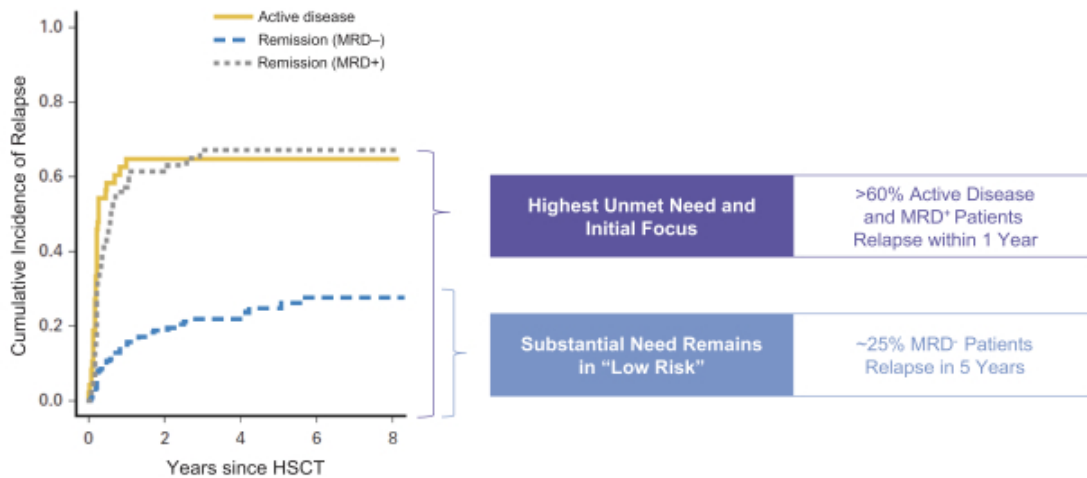 Active disease
Remission (MRD–)
Remission (MRD+)
Cumulative Incidence of Relapse
1.0
0.8
0.6
0.4
0.2
0.0
0
2
4
6
8
Years since HSCT
Highest Unmet Need and
Initial Focus
>60% Active Disease
and MRD⁺ Patients
Relapse within 1 Year
Substantial Need Remains
in “Low Risk”
~25% MRD⁻ Patients
Relapse in 5 Years